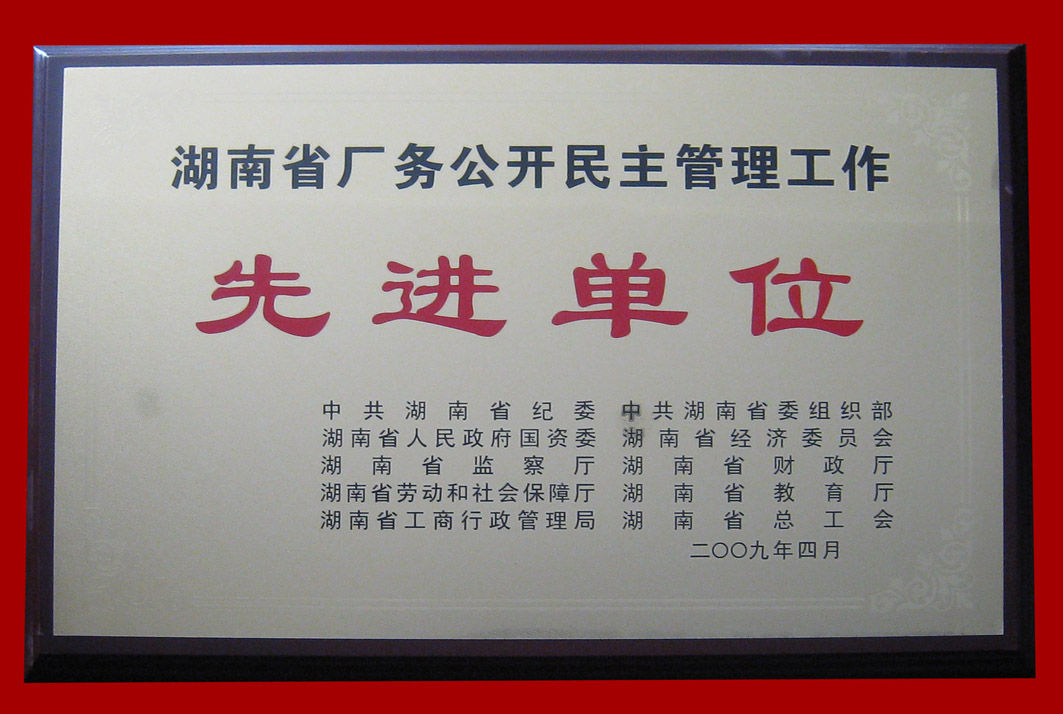 湖南省厂务公开民主管理工作
先进单位
中共湖南省纪委 中共湖南省委组织部
湖南省人民政府国资委 湖南省经济委员会
湖南省监察厅 湖南省财政厅
湖南省劳动和社会保障厅 湖南省教育厅
湖南省工商行政管理局 湖南省总工会
二〇〇九年四月